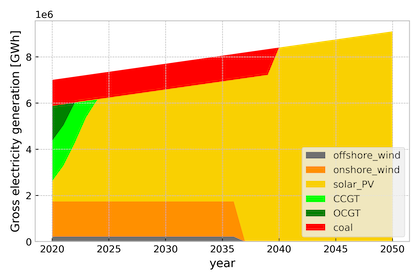 1e6
Gross electricity generation [GWh]
8
6
4
2
0
2020 2025 2030 2035 2040 2045 2050
year
offshore_wind
onshore_wind
solar_PV
CCGT
OCGT
coal